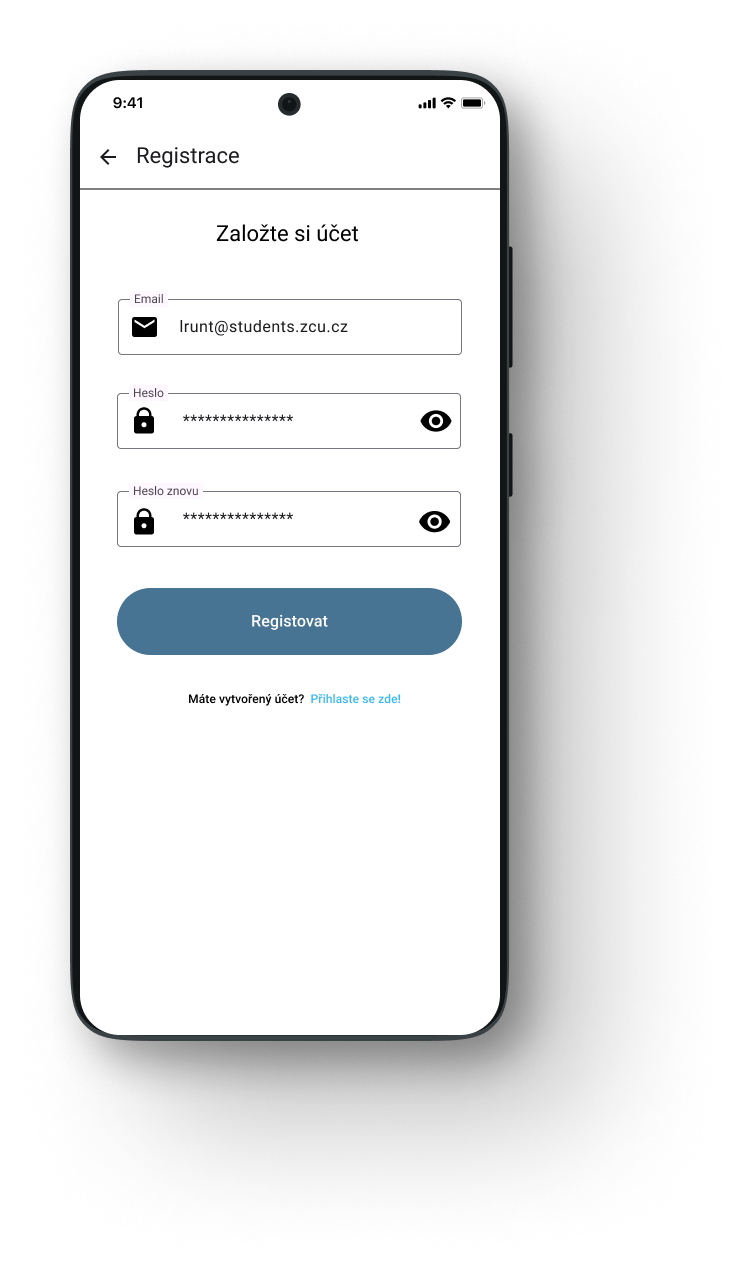 9:41
Registrace
Založte si účet
Email
lrunt@students.zcu.cz
Heslo
***************
Heslo znovu
***************
Registovat
Máte vytvořený účet? Přihlaste se zde!